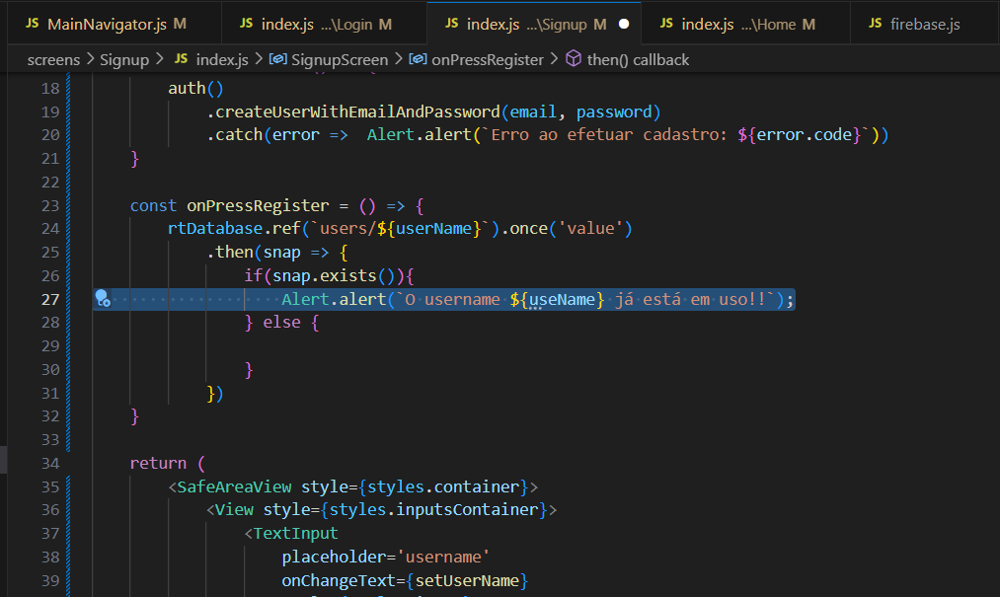 JS MainNavigator.js M JS index.js ...\Login M JS index.js ...\Signup M JS index.js ...\Home M JS firebase.js
screens > Signup > JS index.js > SignupScreen > onPressRegister > then() callback
18 auth()
19 .createUserWithEmailAndPassword(email, password)
20 .catch(error => Alert.alert(`Erro ao efetuar cadastro: ${error.code}`))
21 }
22
23 const onPressRegister = () => {
24 rtDatabase.ref(`users/${userName}`).once('value')
25 .then(snap => {
26 if(snap.exists()){
27 Alert.alert(`O username ${useName} já está em uso!!`);
28 } else {
29
30 }
31 })
32 }
33
34 return (
35 <SafeAreaView style={styles.container}>
36 <View style={styles.inputsContainer}>
37 <TextInput
38 placeholder='username'
39 onChangeText={setUserName}